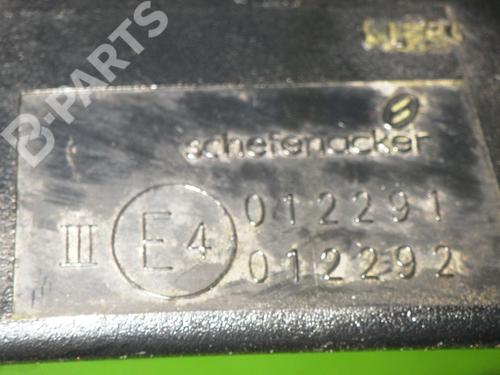 B-PARTS
schefenacker
III E4 012291
012292